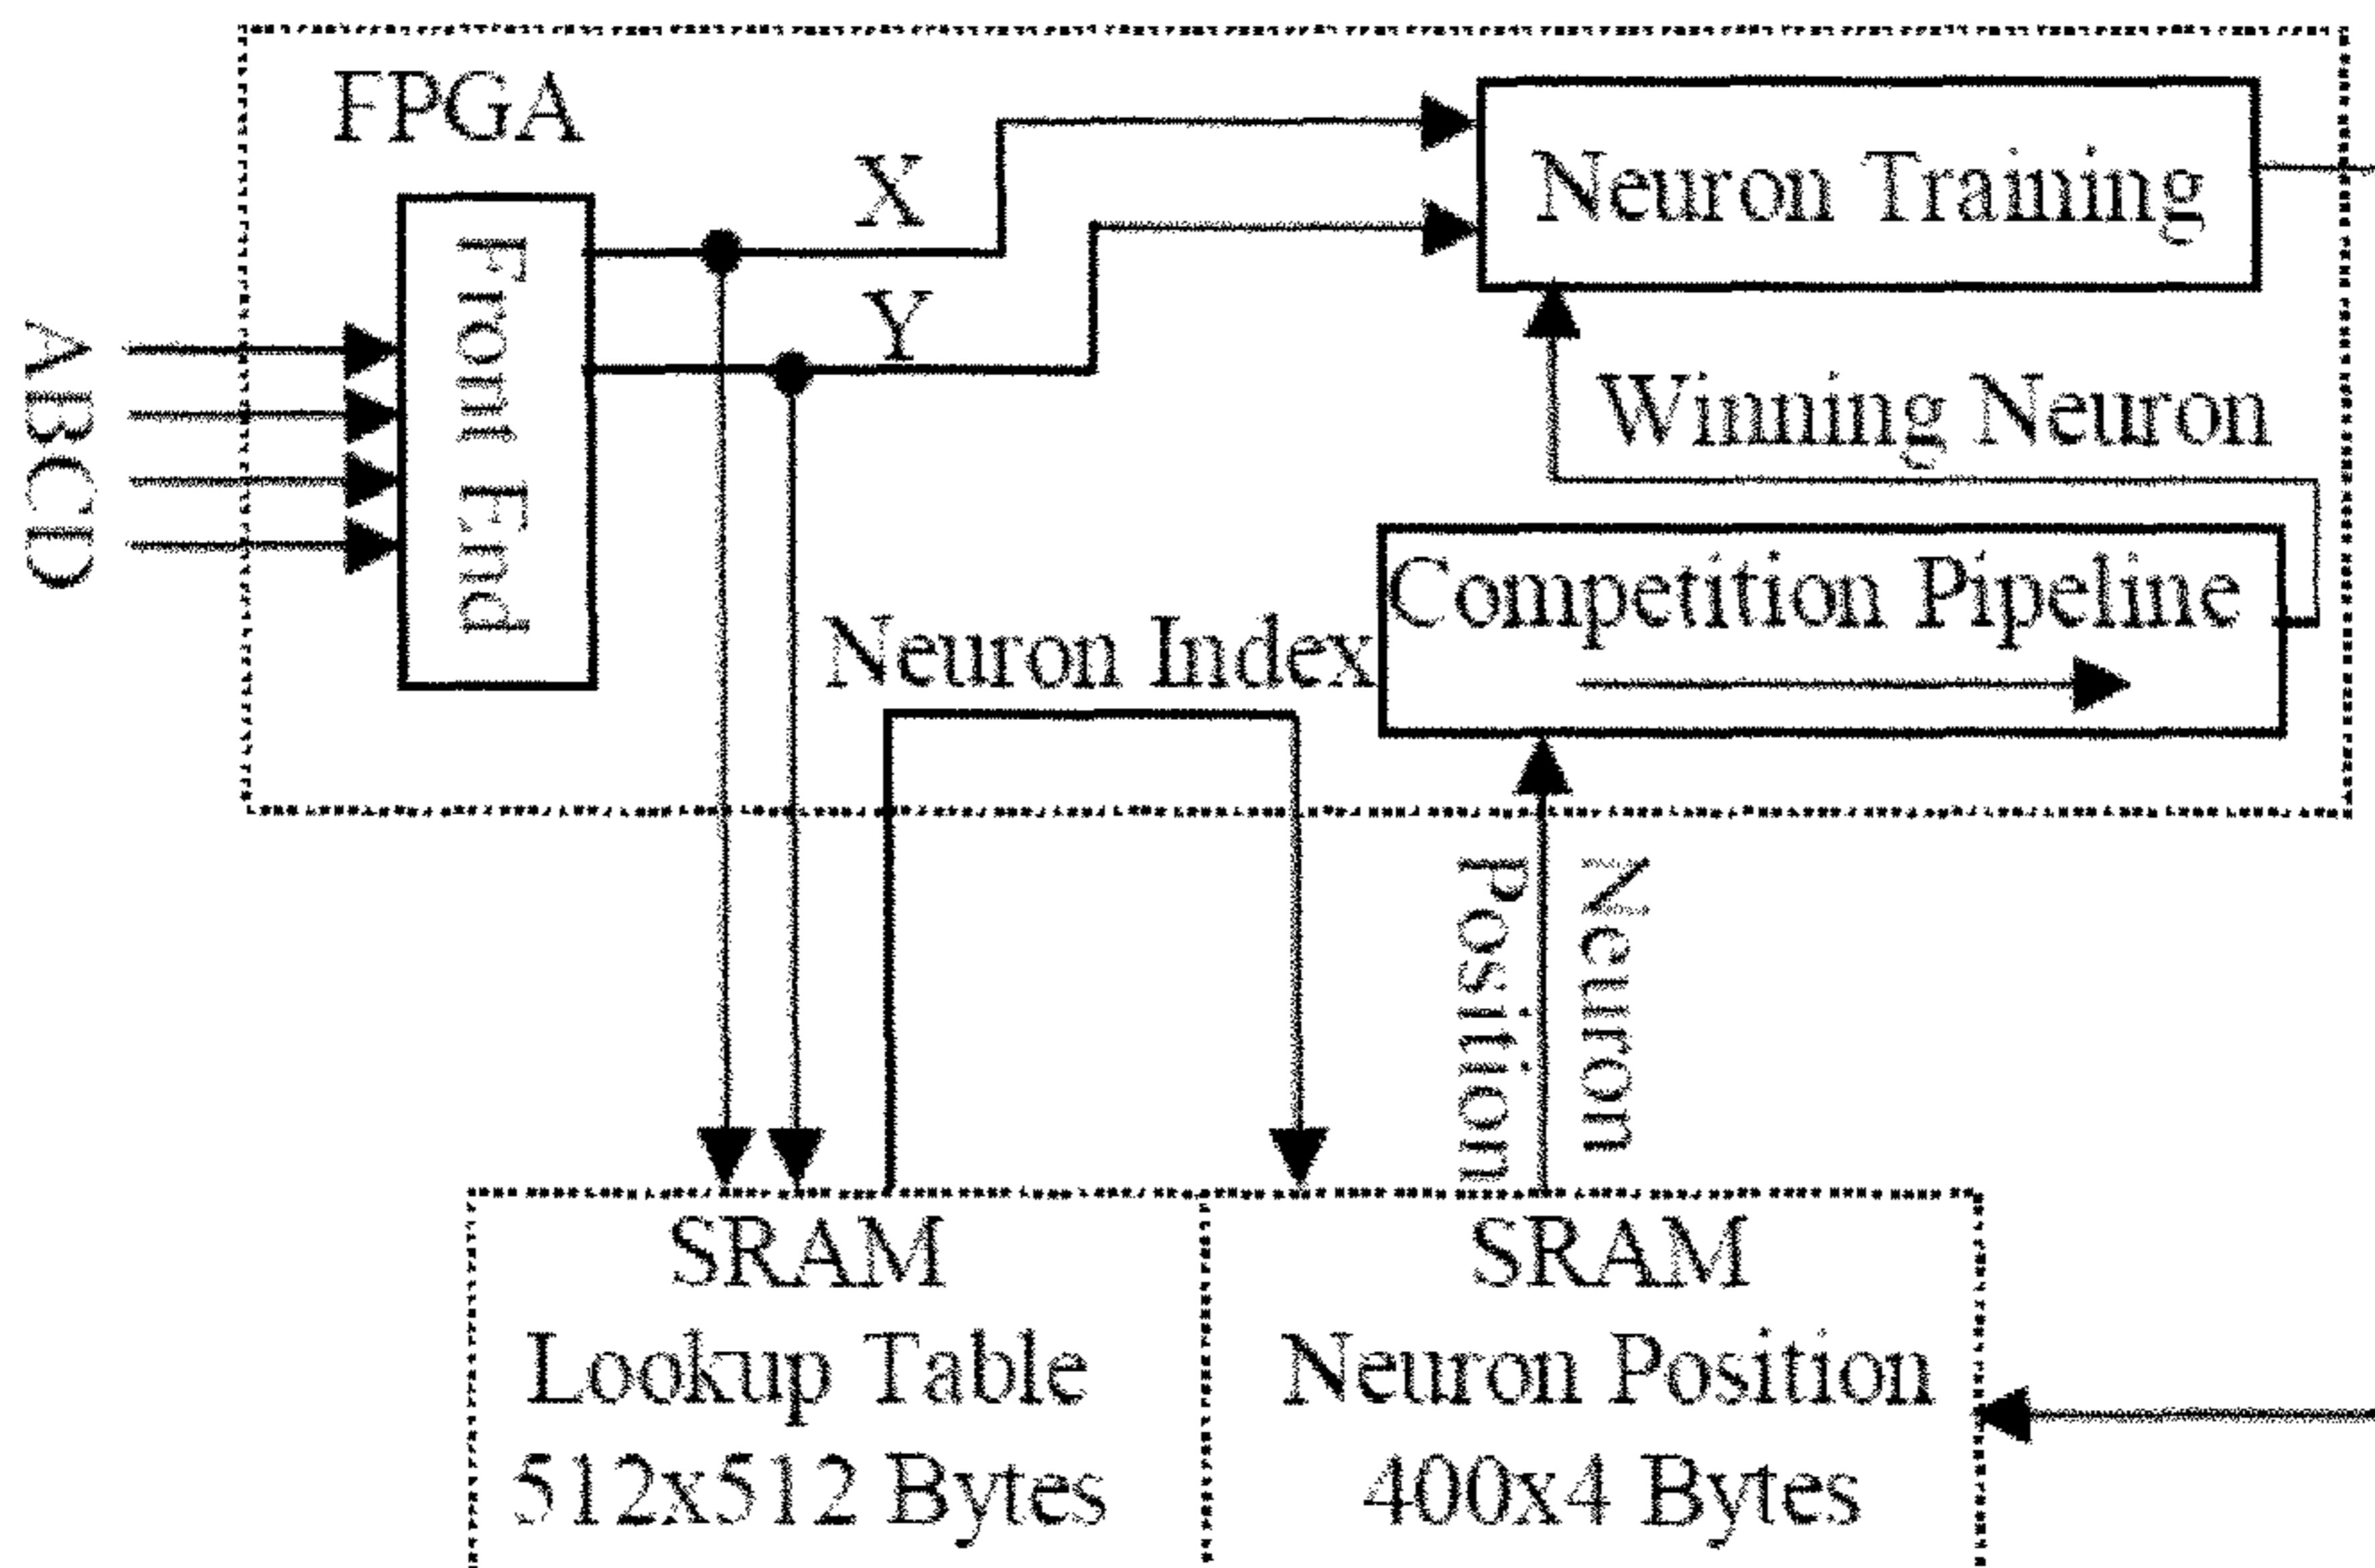 FPGA
X
Neuron Training
ABCD
Front End
Y
Winning Neuron
Competition Pipeline
Neuron Index
Neuron
Position
SRAM
Lookup Table
512x512 Bytes
SRAM
Neuron Position
400x4 Bytes